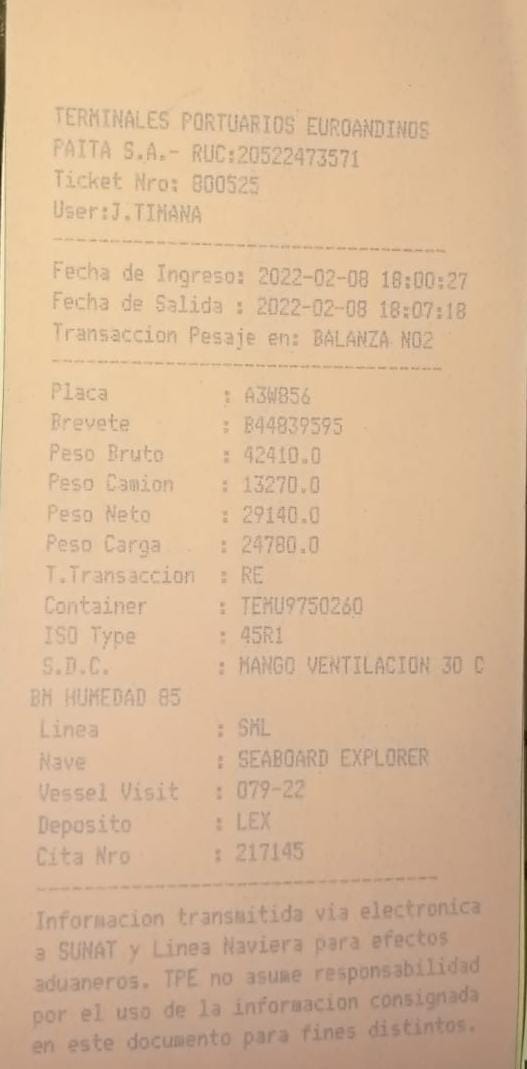 TERMINALES PORTUARIOS EUROANDINOS
PAITA S.A.- RUC:20522473571
Ticket Nro: 800525
User:J.TIMANA
Fecha de Ingreso: 2022-02-08 18:00:27
Fecha de Salida : 2022-02-08 18:07:18
Transaccion Pesaje en: BALANZA NO2
Placa : A3W856
Brevete : B44839595
Peso Bruto : 42410.0
Peso Camion : 13270.0
Peso Neto : 29140.0
Peso Carga : 24780.0
T.Transaccion : RE
Container : TEMU9750260
ISO Type : 45R1
S.D.C. : MANGO VENTILACION 30 C
BM HUMEDAD 85
Linea : SML
Nave : SEABOARD EXPLORER
Vessel Visit : 079-22
Deposito : LEX
Cita Nro : 217145
Informacion transmitida via electronica
a SUNAT y Linea Naviera para efectos
aduaneros. TPE no asume responsabilidad
por el uso de la informacion consignada
en este documento para fines distintos.